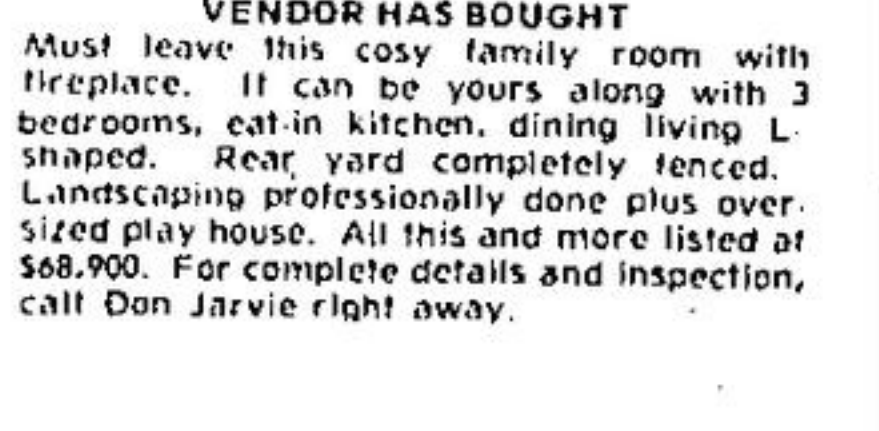 VENDOR HAS BOUGHT
Must leave this cosy family room with
fireplace. It can be yours along with 3
bedrooms, eat-in kitchen, dining living L-
shaped. Rear yard completely fenced.
Landscaping professionally done plus over-
sized play house. All this and more listed at
$68,900. For complete details and inspection,
call Don Jarvie right away.